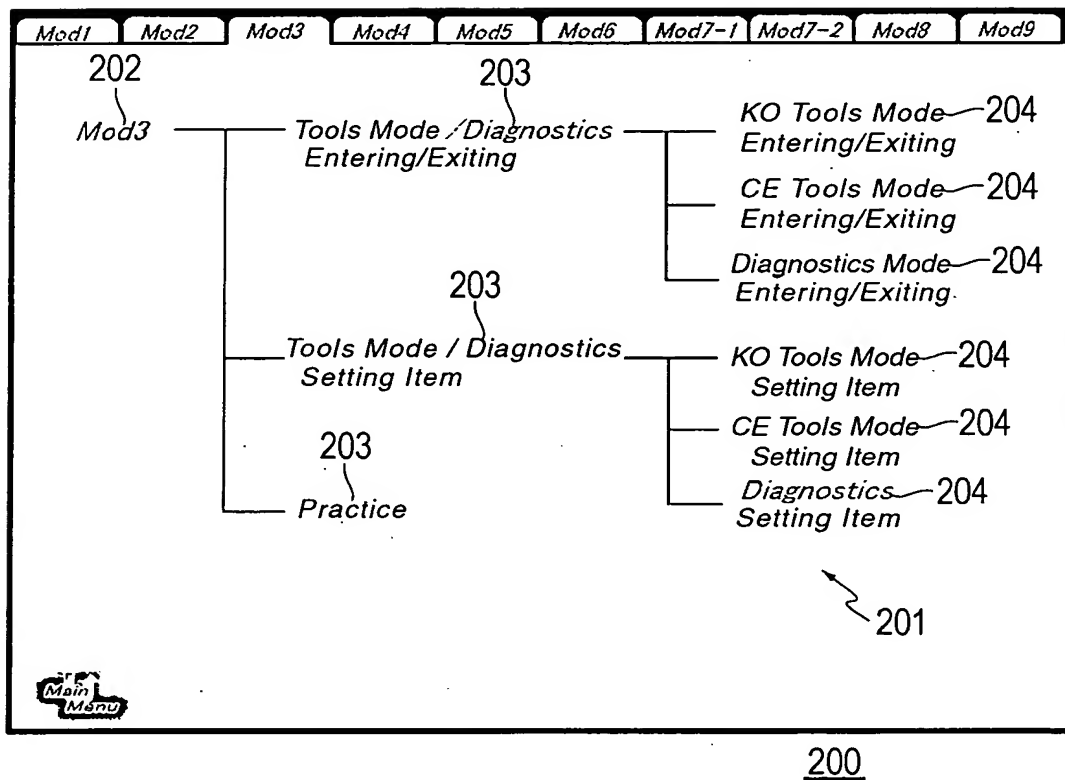 Mod1 Mod2 Mod3 Mod4 Mod5 Mod6 Mod7-1 Mod7-2 Mod8 Mod9
202
203
Mod3
Tools Mode / Diagnostics
Entering/Exiting
KO Tools Mode 204
Entering/Exiting
CE Tools Mode 204
Entering/Exiting
Diagnostics Mode 204
Entering/Exiting
203
Tools Mode / Diagnostics
Setting Item
KO Tools Mode 204
Setting Item
CE Tools Mode 204
Setting Item
203
Practice
Diagnostics 204
Setting Item
201
Main
Menu
200